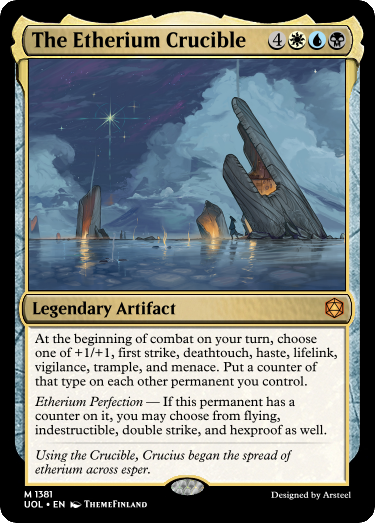 The Etherium Crucible 4
Legendary Artifact
At the beginning of combat on your turn, choose
one of +1/+1, first strike, deathtouch, haste, lifelink,
vigilance, trample, and menace. Put a counter of
that type on each other permanent you control.
Etherium Perfection — If this permanent has a
counter on it, you may choose from flying,
indestructible, double strike, and hexproof as well.
Using the Crucible, Crucius began the spread of
etherium across esper.
M 1381
UOL • EN ThemeFinland
Designed by Arsteel